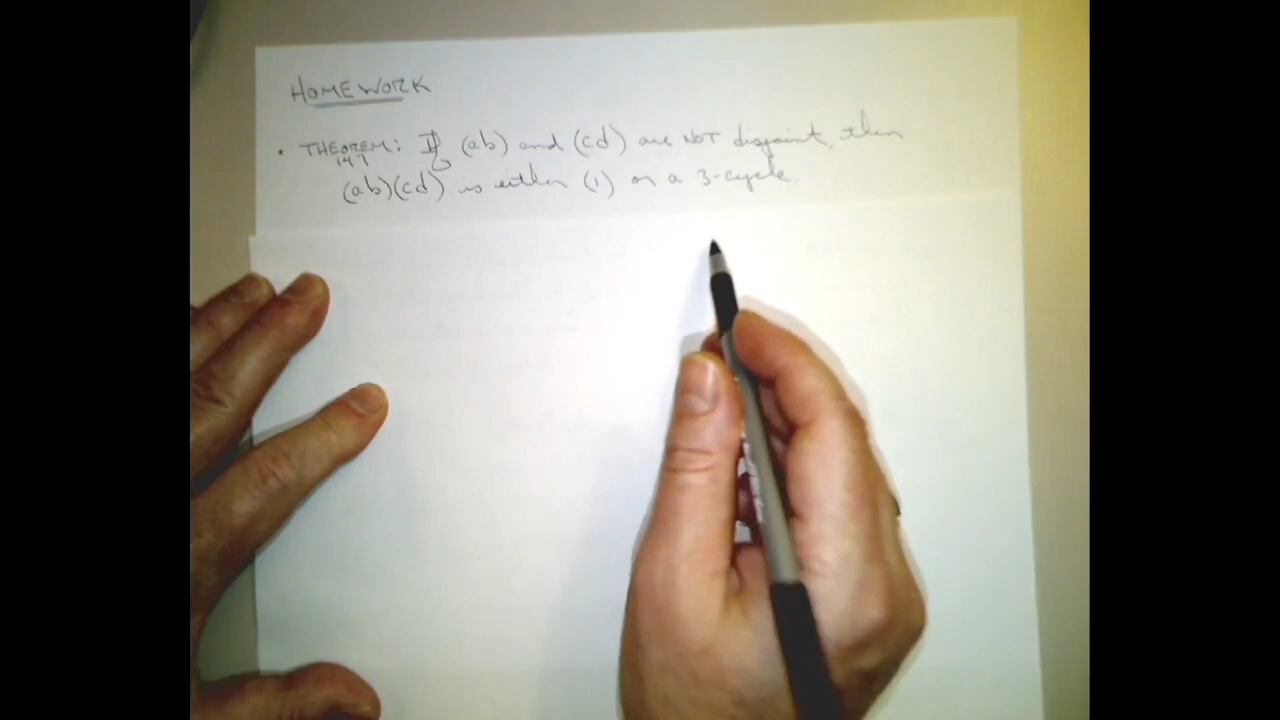 HOMEWORK
• THEOREM: If (ab) and (cd) are NOT disjoint, then
147
(ab)(cd) is either (1) or a 3-cycle